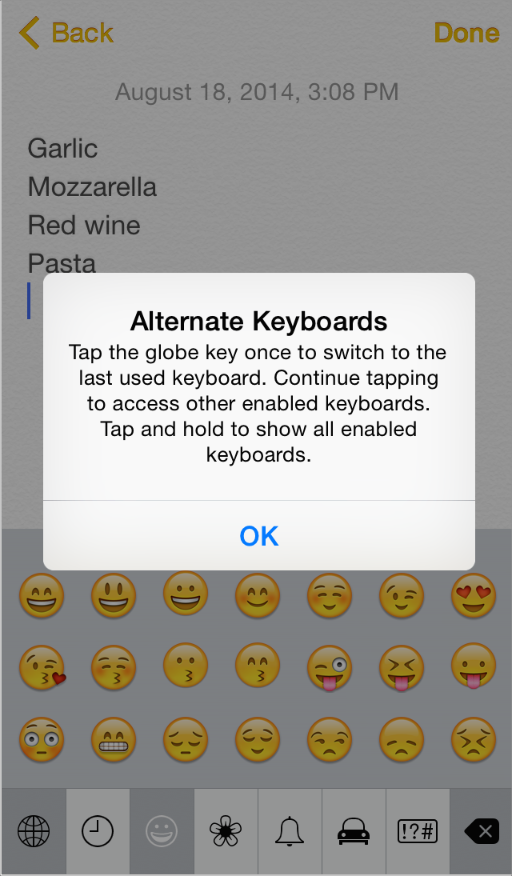 Back Done
August 18, 2014, 3:08 PM
Garlic
Mozzarella
Red wine
Pasta
Alternate Keyboards
Tap the globe key once to switch to the
last used keyboard. Continue tapping
to access other enabled keyboards.
Tap and hold to show all enabled
keyboards.
OK
!?#